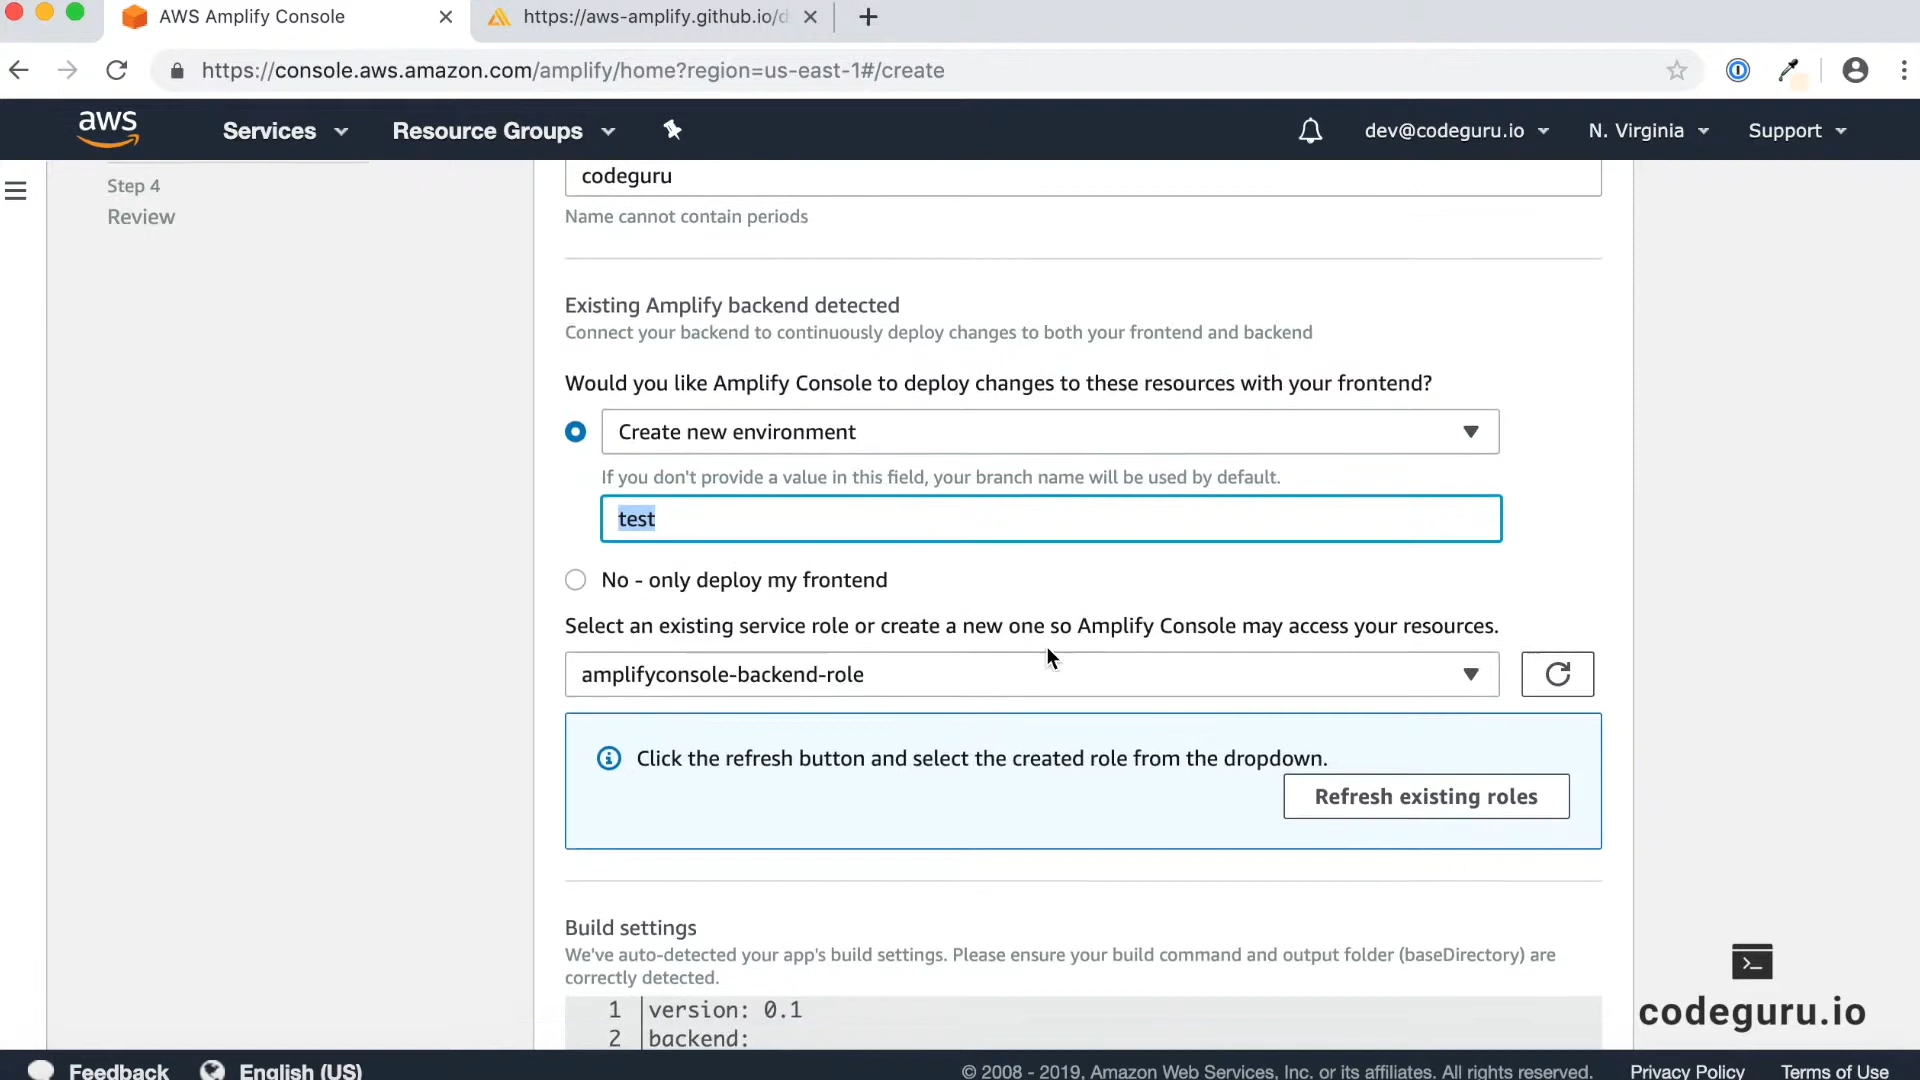 AWS Amplify Console
https://aws-amplify.github.io/d
https://console.aws.amazon.com/amplify/home?region=us-east-1#/create
aws
Services
Resource Groups
dev@codeguru.io
N. Virginia
Support
Step 4
Review
codeguru
Name cannot contain periods
Existing Amplify backend detected
Connect your backend to continuously deploy changes to both your frontend and backend
Would you like Amplify Console to deploy changes to these resources with your frontend?
Create new environment
If you don't provide a value in this field, your branch name will be used by default.
test
No - only deploy my frontend
Select an existing service role or create a new one so Amplify Console may access your resources.
amplifyconsole-backend-role
Click the refresh button and select the created role from the dropdown.
Refresh existing roles
Build settings
We've auto-detected your app's build settings. Please ensure your build command and output folder (baseDirectory) are
correctly detected.
1 version: 0.1
2 backend:
codeguru.io
Feedback
English (US)
© 2008 - 2019, Amazon Web Services, Inc. or its affiliates. All rights reserved.
Privacy Policy
Terms of Use